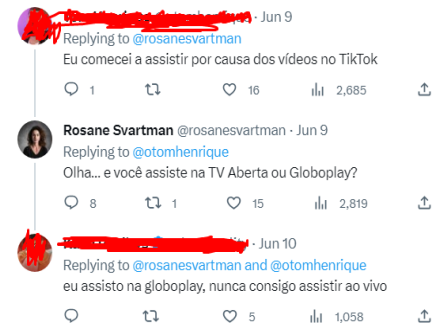 · Jun 9
Replying to @rosanesvartman
Eu comecei a assistir por causa dos vídeos no TikTok
1 16 2,685
Rosane Svartman @rosanesvartman · Jun 9
Replying to @otomhenrique
Olha... e você assiste na TV Aberta ou Globoplay?
8 1 15 2,819
· Jun 10
Replying to @rosanesvartman and @otomhenrique
eu assisto na globoplay, nunca consigo assistir ao vivo
5 1,058